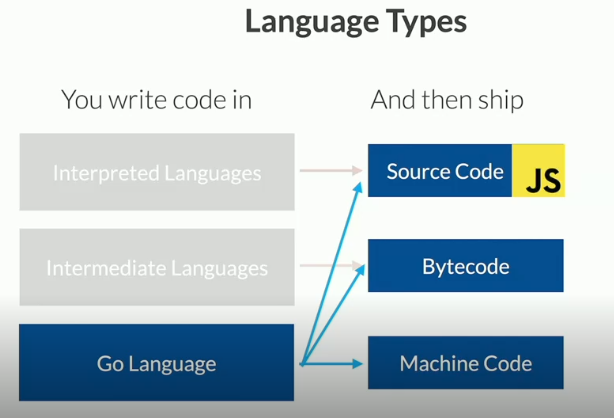 Language Types
You write code in
And then ship
Interpreted Languages
Source Code
JS
Intermediate Languages
Bytecode
Go Language
Machine Code